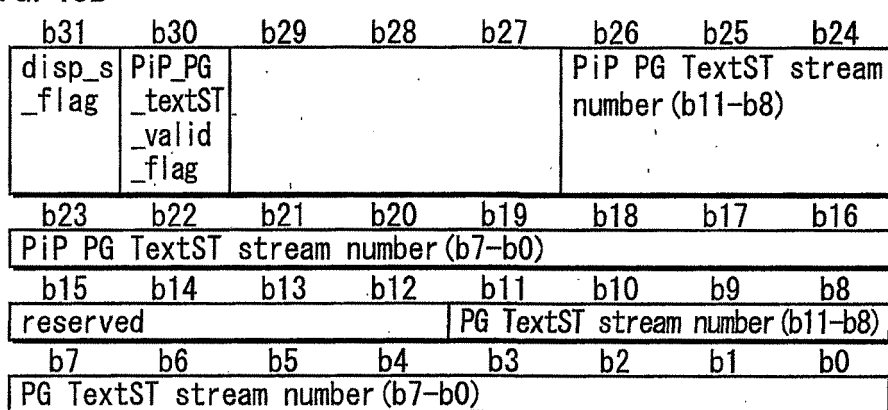 b31 b30 b29 b28 b27 b26 b25 b24
disp_s PiP_PG PiP PG TextST stream
_flag _textST number(b11-b8)
_valid
_flag
b23 b22 b21 b20 b19 b18 b17 b16
PiP PG TextST stream number(b7-b0)
b15 b14 b13 b12 b11 b10 b9 b8
reserved PG TextST stream number(b11-b8)
b7 b6 b5 b4 b3 b2 b1 b0
PG TextST stream number(b7-b0)